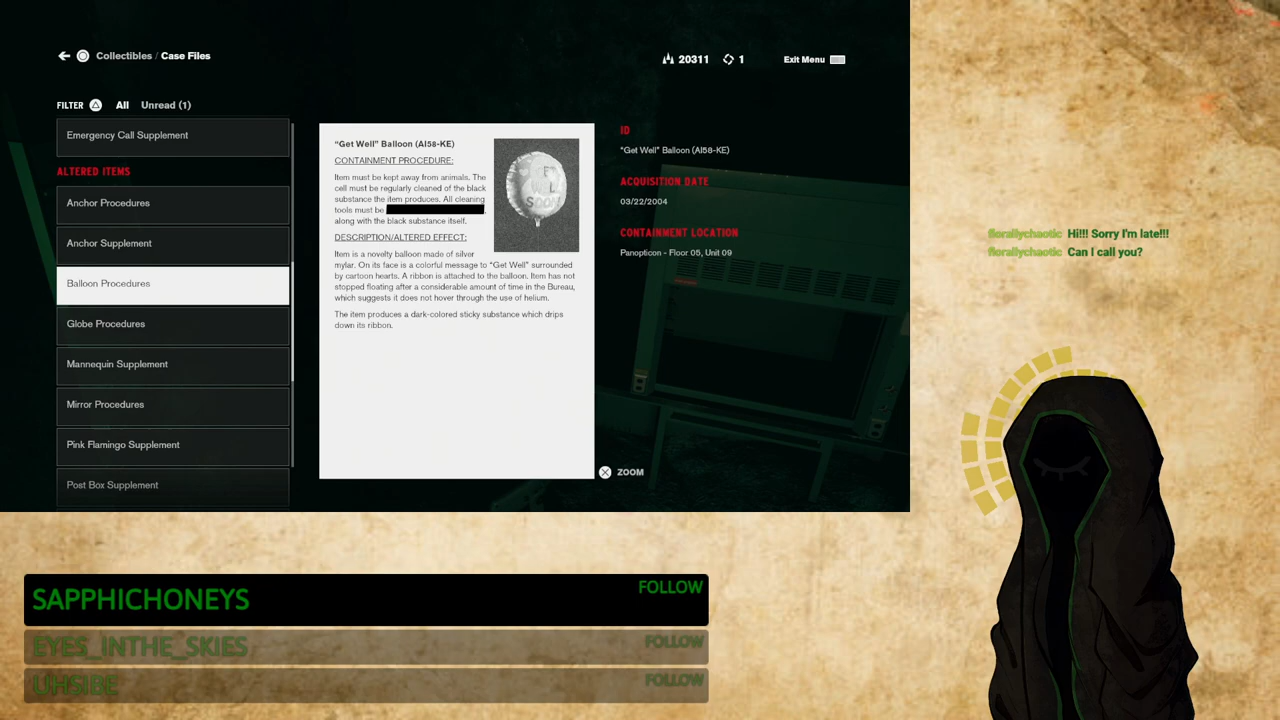 Collectibles / Case Files
20311 1 Exit Menu
FILTER All Unread (1)
Emergency Call Supplement
ALTERED ITEMS
Anchor Procedures
Anchor Supplement
Balloon Procedures
Globe Procedures
Mannequin Supplement
Mirror Procedures
Pink Flamingo Supplement
Post Box Supplement
“Get Well” Balloon (AI58-KE)
CONTAINMENT PROCEDURE:
Item must be kept away from animals. The
cell must be regularly cleaned of the black
substance the item produces. All cleaning
tools must be
along with the black substance itself.
DESCRIPTION/ALTERED EFFECT:
Item is a novelty balloon made of silver
mylar. On its face is a colorful message to “Get Well” surrounded
by cartoon hearts. A ribbon is attached to the balloon. Item has not
stopped floating after a considerable amount of time in the Bureau,
which suggests it does not hover through the use of helium.
The item produces a dark-colored sticky substance which drips
down its ribbon.
ZOOM
ID
“Get Well” Balloon (AI58-KE)
ACQUISITION DATE
03/22/2004
CONTAINMENT LOCATION
Panopticon - Floor 05, Unit 09
florallychaotic Hi!!! Sorry I'm late!!!
florallychaotic Can I call you?
SAPPHICHONEYS FOLLOW
EYES_INTHE_SKIES FOLLOW
UHSIBE FOLLOW